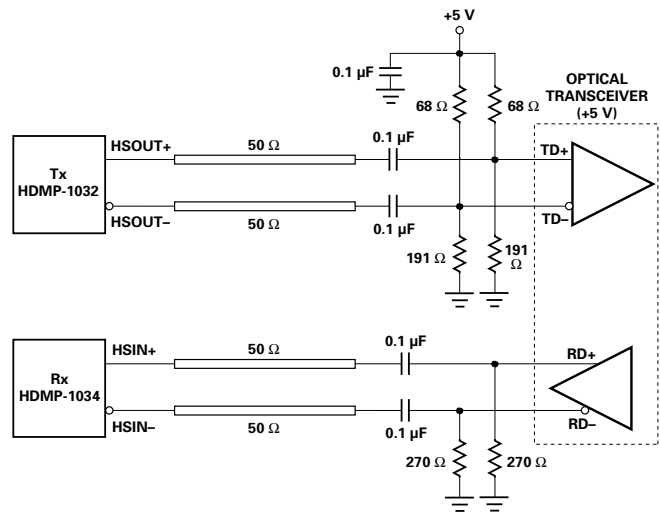 +5 V
0.1 µF
OPTICAL
TRANSCEIVER
(+5 V)
68 Ω
68 Ω
0.1 µF
Tx
HDMP-1032
HSOUT+
50 Ω
TD+
HSOUT–
50 Ω
0.1 µF
TD–
191 Ω
191
Ω
0.1 µF
Rx
HDMP-1034
HSIN+
50 Ω
RD+
HSIN–
50 Ω
0.1 µF
RD–
270 Ω
270 Ω